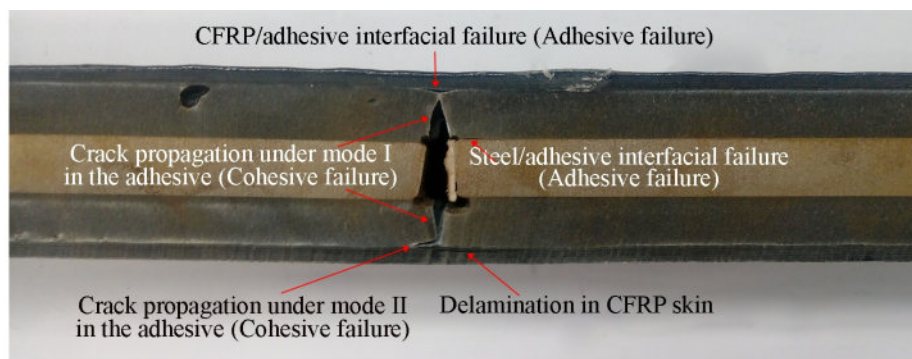 CFRP/adhesive interfacial failure (Adhesive failure)
Crack propagation under mode I
in the adhesive (Cohesive failure)
Steel/adhesive interfacial failure
(Adhesive failure)
Crack propagation under mode II
in the adhesive (Cohesive failure)
Delamination in CFRP skin